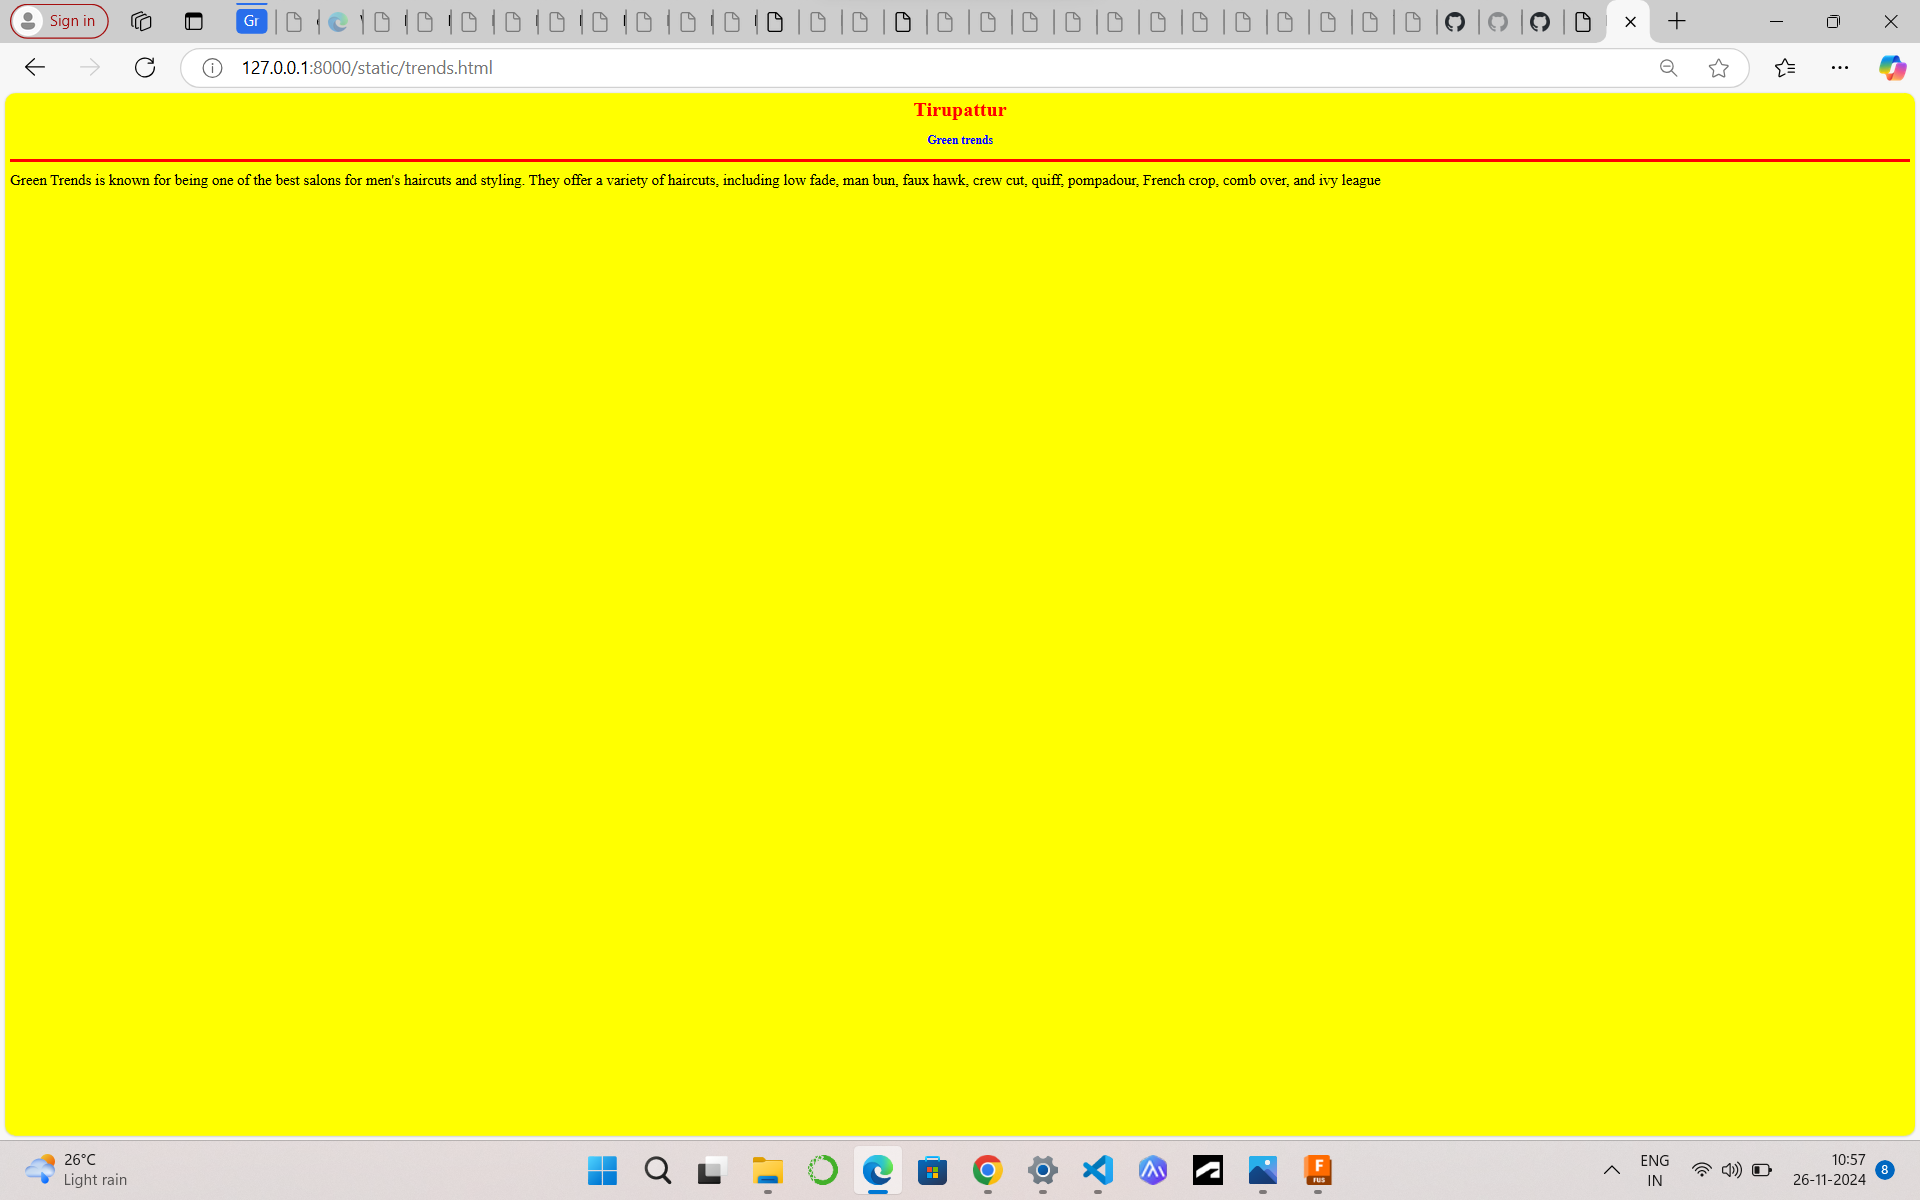 Sign in
Gr
127.0.0.1:8000/static/trends.html
Tirupattur
Green trends
Green Trends is known for being one of the best salons for men's haircuts and styling. They offer a variety of haircuts, including low fade, man bun, faux hawk, crew cut, quiff, pompadour, French crop, comb over, and ivy league
26°C
Light rain
F
FUS
ENG
IN
10:57
26-11-2024
8